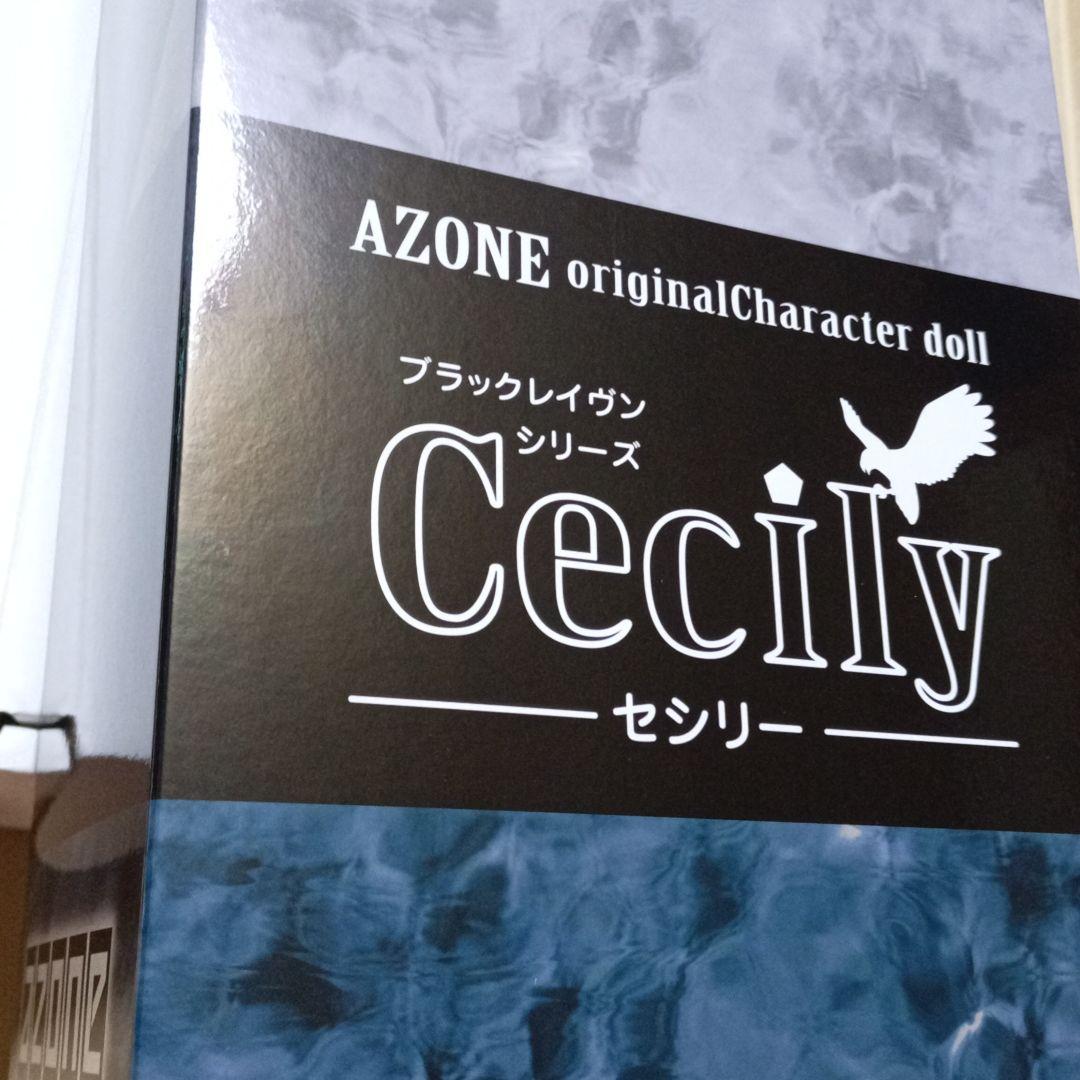 AZONE originalCharacter doll
ブラックレイヴン
シリーズ
Cecily
セシリー
azone